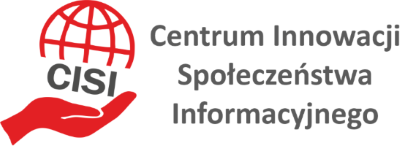 CISI
Centrum Innowacji
Społeczeństwa
Informacyjnego